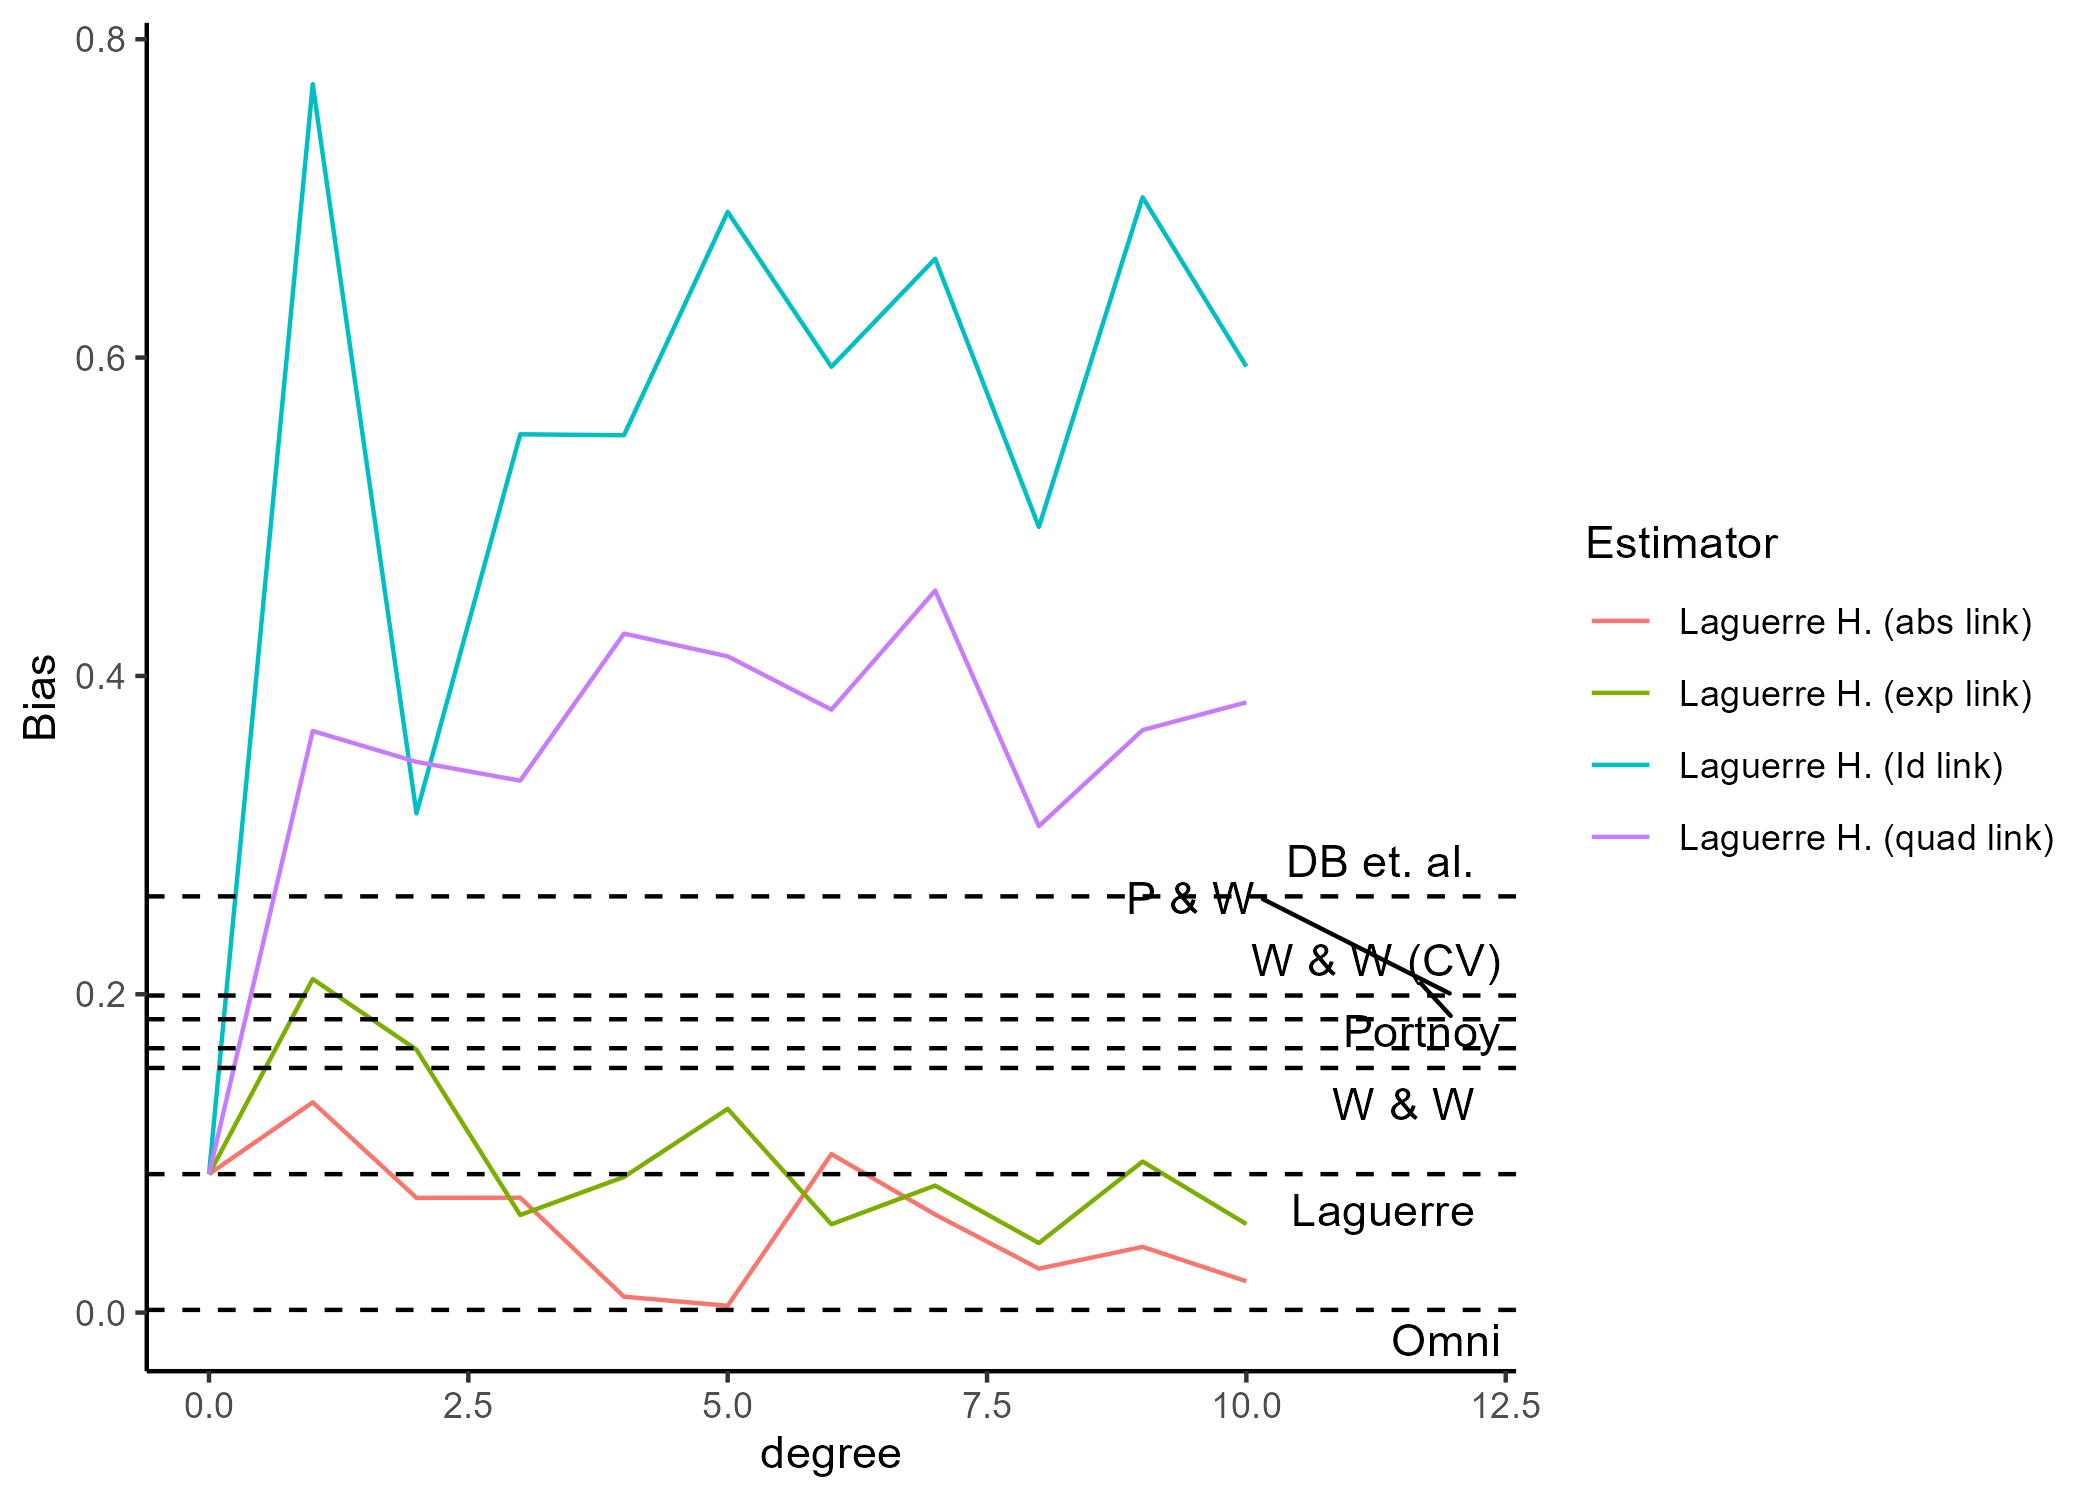 0.8
0.6
0.4
0.2
0.0
Bias
0.0 2.5 5.0 7.5 10.0 12.5
degree
DB et. al.
P & W
W & W (CV)
Portnoy
W & W
Laguerre
Omni
Estimator
Laguerre H. (abs link)
Laguerre H. (exp link)
Laguerre H. (Id link)
Laguerre H. (quad link)